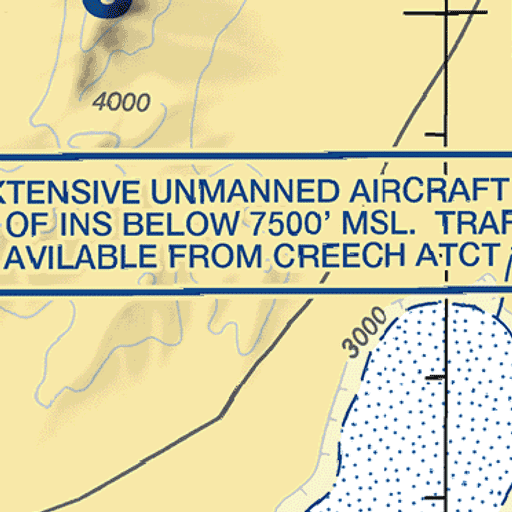 4000
XTENSIVE UNMANNED AIRCRAFT
OF INS BELOW 7500' MSL. TRAF
AVILABLE FROM CREECH ATCT
3000